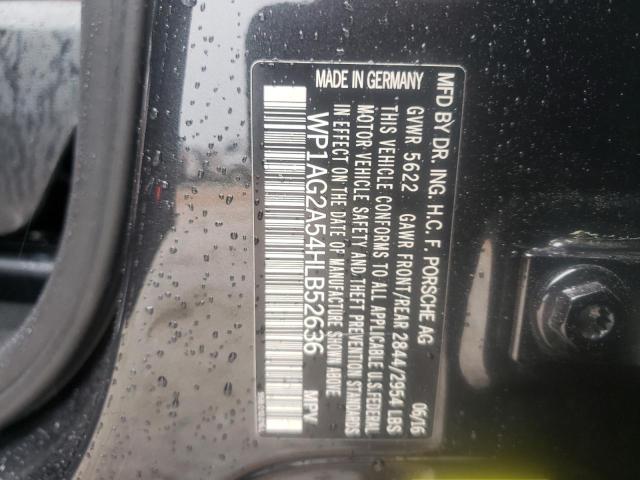 MFD BY DR. ING. H.C. F. PORSCHE AG
GVWR 5622 GAWR FRONT/REAR 2844/2954 LBS 05/16
THIS VEHICLE CONFORMS TO ALL APPLICABLE U.S. FEDERAL
MOTOR VEHICLE SAFETY AND THEFT PREVENTION STANDARDS
IN EFFECT ON THE DATE OF MANUFACTURE SHOWN ABOVE
WP1AG2A54HLB52636 MPV
MADE IN GERMANY